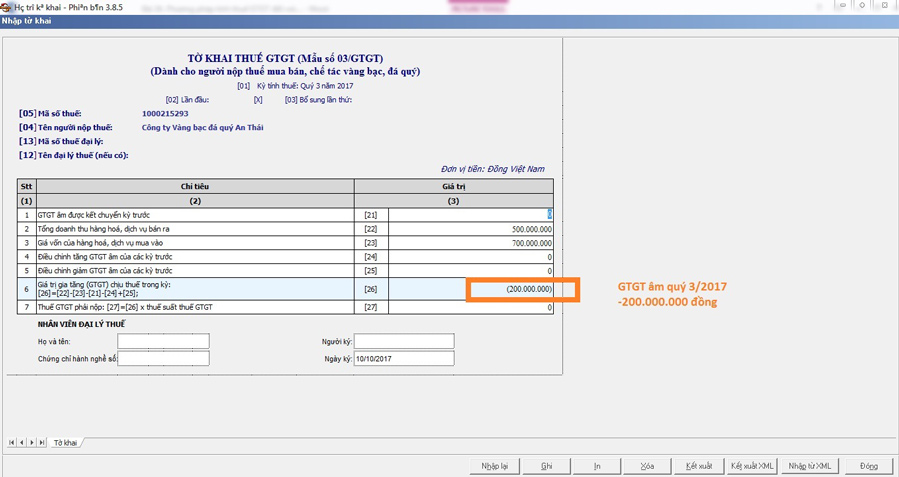 Hç trî kª khai - Phiªn b¶n 3.8.5
Nhập tờ khai
TỜ KHAI THUẾ GTGT (Mẫu số 03/GTGT)
(Dành cho người nộp thuế mua bán, chế tác vàng bạc, đá quý)
[01] Kỳ tính thuế: Quý 3 năm 2017
[02] Lần đầu: [X] [03] Bổ sung lần thứ:
[05] Mã số thuế: 1000215293
[04] Tên người nộp thuế: Công ty Vàng bạc đá quý An Thái
[13] Mã số thuế đại lý:
[12] Tên đại lý thuế (nếu có):
Đơn vị tiền: Đồng Việt Nam
Stt Chỉ tiêu Giá trị
(1) (2) (3)
1 GTGT âm được kết chuyển kỳ trước [21] 0
2 Tổng doanh thu hàng hoá, dịch vụ bán ra [22] 500.000.000
3 Giá vốn của hàng hoá, dịch vụ mua vào [23] 700.000.000
4 Điều chỉnh tăng GTGT âm của các kỳ trước [24] 0
5 Điều chỉnh giảm GTGT âm của các kỳ trước [25] 0
6 Giá trị gia tăng (GTGT) chịu thuế trong kỳ:
[26]=[22]-[23]-[21]-[24]+[25]; [26] (200.000.000)
7 Thuế GTGT phải nộp: [27]=[26] x thuế suất thuế GTGT [27] 0
GTGT âm quý 3/2017
-200.000.000 đồng
NHÂN VIÊN ĐẠI LÝ THUẾ
Họ và tên: Người ký:
Chứng chỉ hành nghề số: Ngày ký: 10/10/2017
Tờ khai
Nhập lại Ghi In Xóa Kết xuất Kết xuất XML Nhập từ XML Đóng